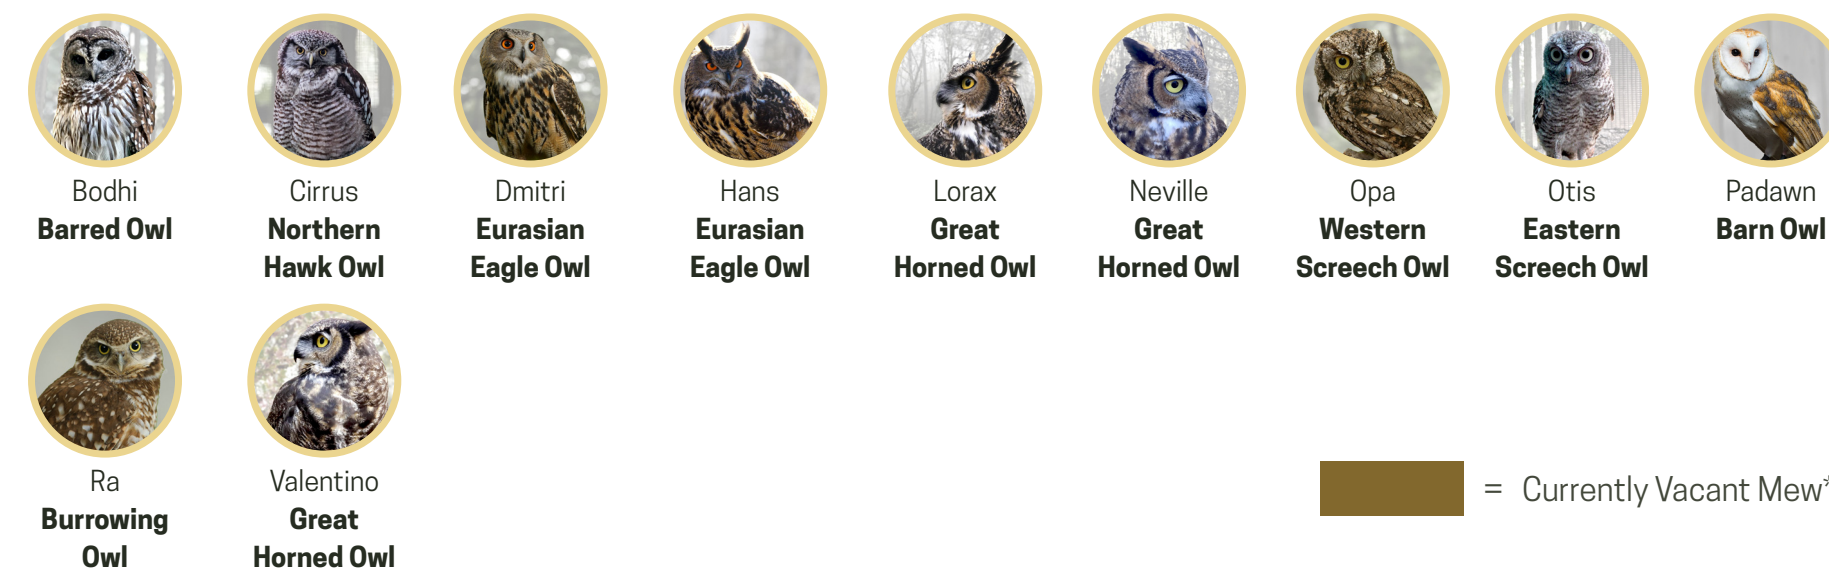 Bodhi
Barred Owl
Cirrus
Northern
Hawk Owl
Dmitri
Eurasian
Eagle Owl
Hans
Eurasian
Eagle Owl
Lorax
Great
Horned Owl
Neville
Great
Horned Owl
Opa
Western
Screech Owl
Otis
Eastern
Screech Owl
Padawn
Barn Owl
Ra
Burrowing
Owl
Valentino
Great
Horned Owl
= Currently Vacant Mew*